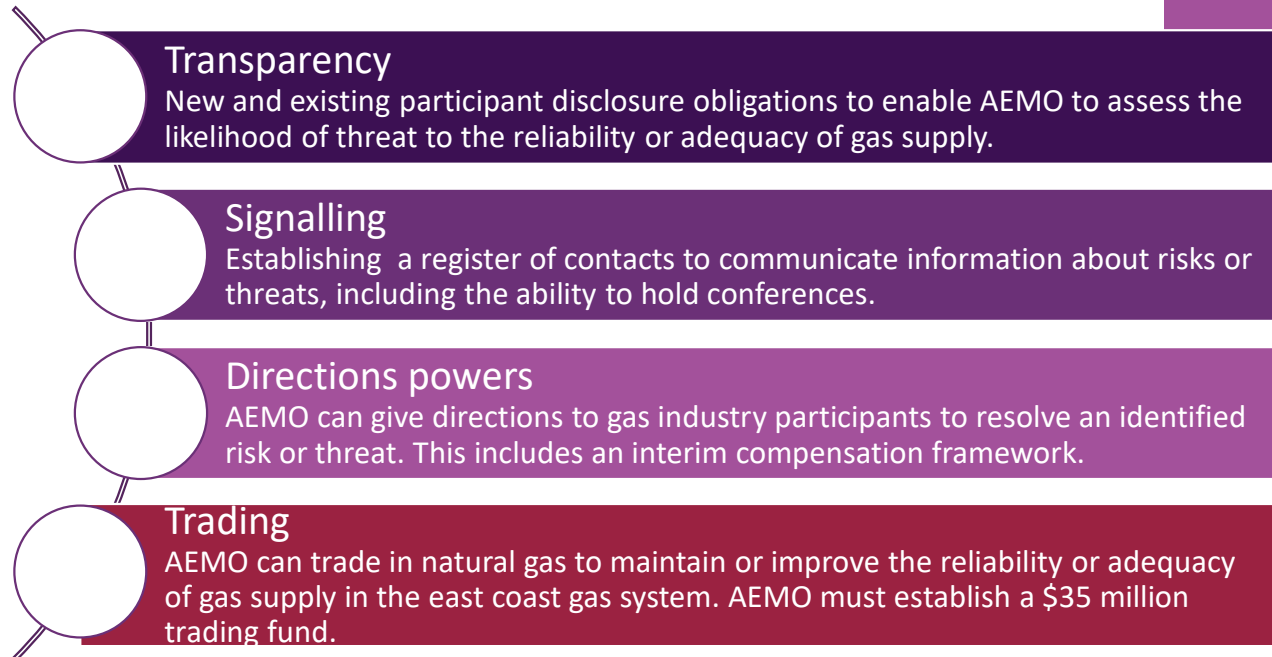 Transparency
New and existing participant disclosure obligations to enable AEMO to assess the
likelihood of threat to the reliability or adequacy of gas supply.
Signalling
Establishing  a register of contacts to communicate information about risks or
threats, including the ability to hold conferences.
Directions powers
AEMO can give directions to gas industry participants to resolve an identified
risk or threat. This includes an interim compensation framework.
Trading
AEMO can trade in natural gas to maintain or improve the reliability or adequacy
of gas supply in the east coast gas system. AEMO must establish a $35 million
trading fund.